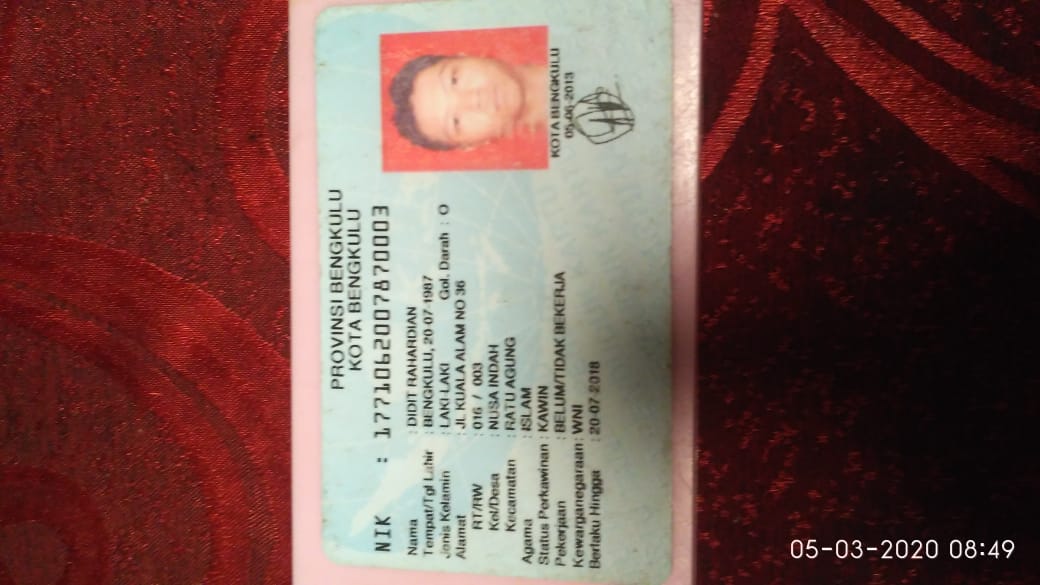 PROVINSI BENGKULU
KOTA BENGKULU
NIK : 1771062007870003
Nama : DIDIT RAHARDIAN
Tempat/Tgl Lahir : BENGKULU, 20-07-1987
Jenis Kelamin : LAKI-LAKI Gol. Darah : O
Alamat : JL KUALA ALAM NO 36
RT/RW : 016 / 003
Kel/Desa : NUSA INDAH
Kecamatan : RATU AGUNG
Agama : ISLAM
Status Perkawinan : KAWIN
Pekerjaan : BELUM/TIDAK BEKERJA
Kewarganegaraan : WNI
Berlaku Hingga : 20-07-2018
KOTA BENGKULU
05-06-2013
05-03-2020 08:49